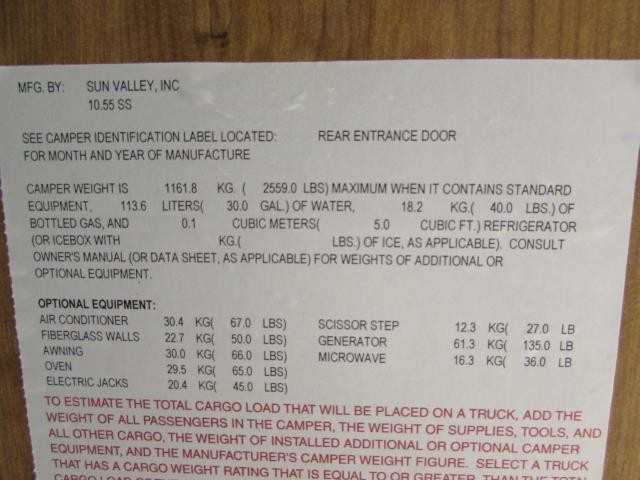 MFG. BY: SUN VALLEY, INC
10.55 SS
SEE CAMPER IDENTIFICATION LABEL LOCATED: REAR ENTRANCE DOOR
FOR MONTH AND YEAR OF MANUFACTURE
CAMPER WEIGHT IS 1161.8 KG. ( 2559.0 LBS) MAXIMUM WHEN IT CONTAINS STANDARD
EQUIPMENT, 113.6 LITERS( 30.0 GAL.) OF WATER, 18.2 KG.( 40.0 LBS.) OF
BOTTLED GAS, AND 0.1 CUBIC METERS( 5.0 CUBIC FT.) REFRIGERATOR
(OR ICEBOX WITH KG.( LBS.) OF ICE, AS APPLICABLE). CONSULT
OWNER'S MANUAL (OR DATA SHEET, AS APPLICABLE) FOR WEIGHTS OF ADDITIONAL OR
OPTIONAL EQUIPMENT.
OPTIONAL EQUIPMENT:
AIR CONDITIONER 30.4 KG( 67.0 LBS) SCISSOR STEP 12.3 KG( 27.0 LB
FIBERGLASS WALLS 22.7 KG( 50.0 LBS) GENERATOR 61.3 KG( 135.0 LB
AWNING 30.0 KG( 66.0 LBS) MICROWAVE 16.3 KG( 36.0 LB
OVEN 29.5 KG( 65.0 LBS)
ELECTRIC JACKS 20.4 KG( 45.0 LBS)
TO ESTIMATE THE TOTAL CARGO LOAD THAT WILL BE PLACED ON A TRUCK, ADD THE
WEIGHT OF ALL PASSENGERS IN THE CAMPER, THE WEIGHT OF SUPPLIES, TOOLS, AND
ALL OTHER CARGO, THE WEIGHT OF INSTALLED ADDITIONAL OR OPTIONAL CAMPER
EQUIPMENT, AND THE MANUFACTURER'S CAMPER WEIGHT FIGURE. SELECT A TRUCK
THAT HAS A CARGO WEIGHT RATING THAT IS EQUAL TO OR GREATER THAN THE TOTAL
CARGO LOAD OF THE